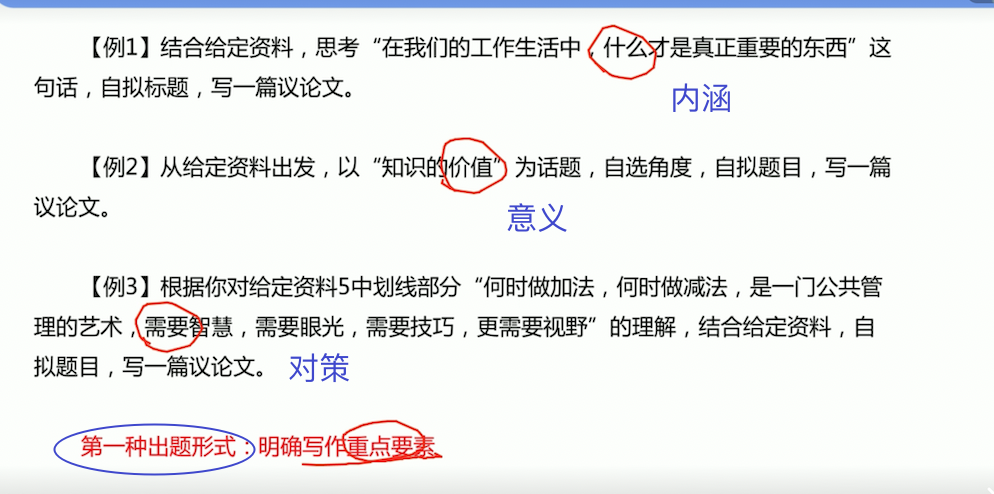 【例1】结合给定资料，思考“在我们的工作生活中，什么才是真正重要的东西”这
句话，自拟标题，写一篇议论文。
内涵
【例2】从给定资料出发，以“知识的价值”为话题，自选角度，自拟题目，写一篇
议论文。
意义
【例3】根据你对给定资料5中划线部分“何时做加法，何时做减法，是一门公共管
理的艺术，需要智慧，需要眼光，需要技巧，更需要视野”的理解，结合给定资料，自
拟题目，写一篇议论文。 对策
第一种出题形式：明确写作重点要素